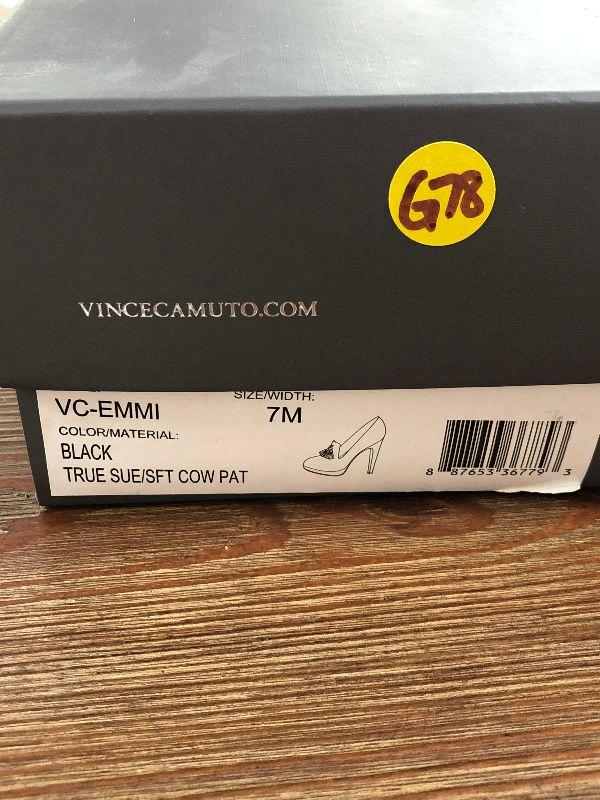 G78
VINCECAMUTO.COM
SIZE/WIDTH:
VC-EMMI
7M
COLOR/MATERIAL:
BLACK
TRUE SUE/SFT COW PAT
8 87653 36779 3